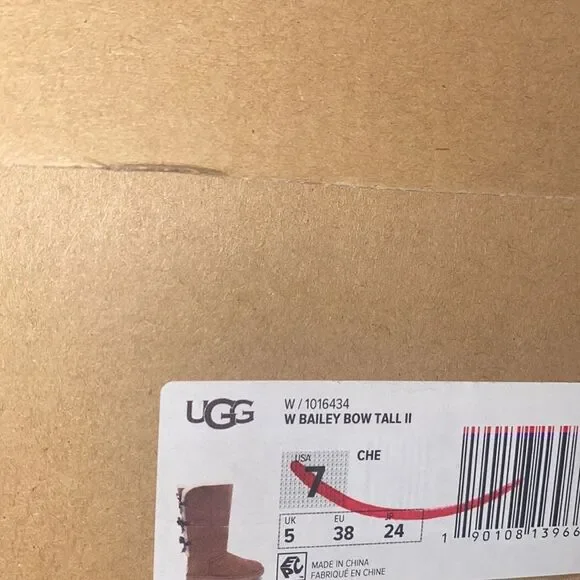 UGG
W / 1016434
W BAILEY BOW TALL II
USA
7
CHE
UK EU JP
5 38 24
1 90108 13966
MADE IN CHINA
FABRIQUÉ EN CHINE